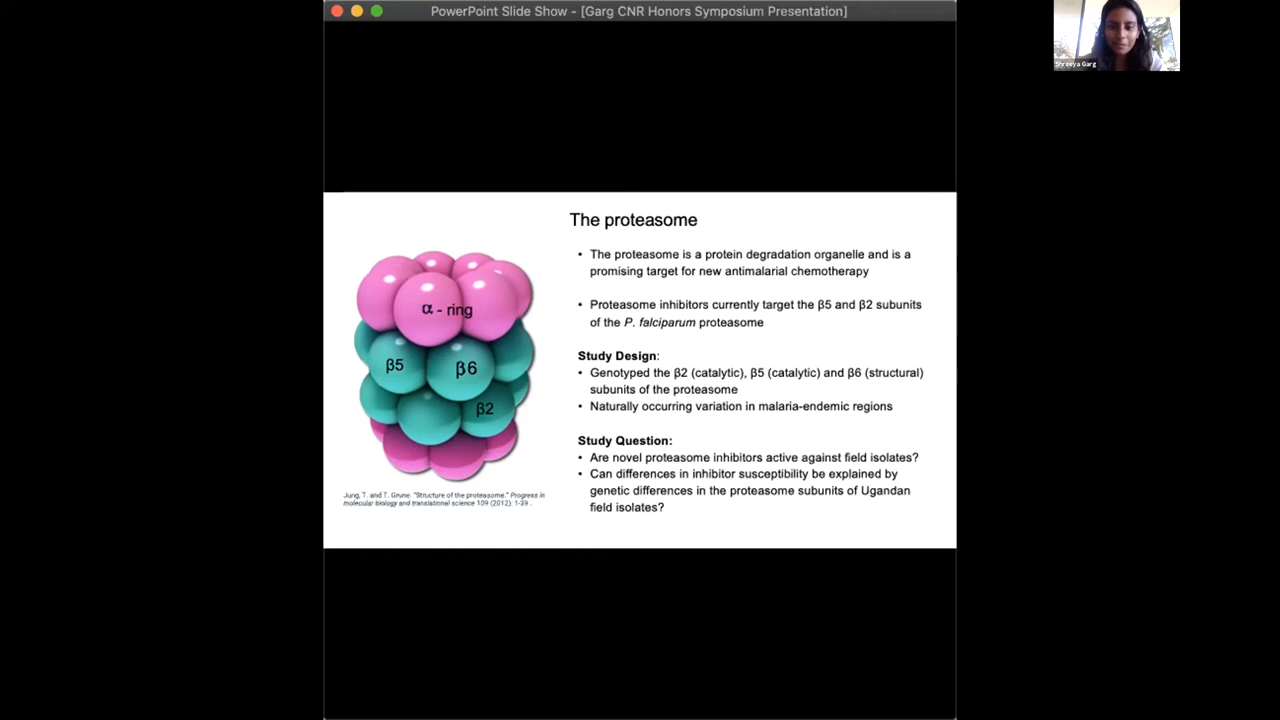 PowerPoint Slide Show - [Garg CNR Honors Symposium Presentation]
Shreeya Garg
The proteasome
• The proteasome is a protein degradation organelle and is a
promising target for new antimalarial chemotherapy
• Proteasome inhibitors currently target the β5 and β2 subunits
of the P. falciparum proteasome
Study Design:
• Genotyped the β2 (catalytic), β5 (catalytic) and β6 (structural)
subunits of the proteasome
• Naturally occurring variation in malaria-endemic regions
Study Question:
• Are novel proteasome inhibitors active against field isolates?
• Can differences in inhibitor susceptibility be explained by
genetic differences in the proteasome subunits of Ugandan
field isolates?
α - ring
β5
β6
β2
Jung, T. and T. Grune. "Structure of the proteasome." Progress in
molecular biology and translational science 109 (2012): 1-39 .